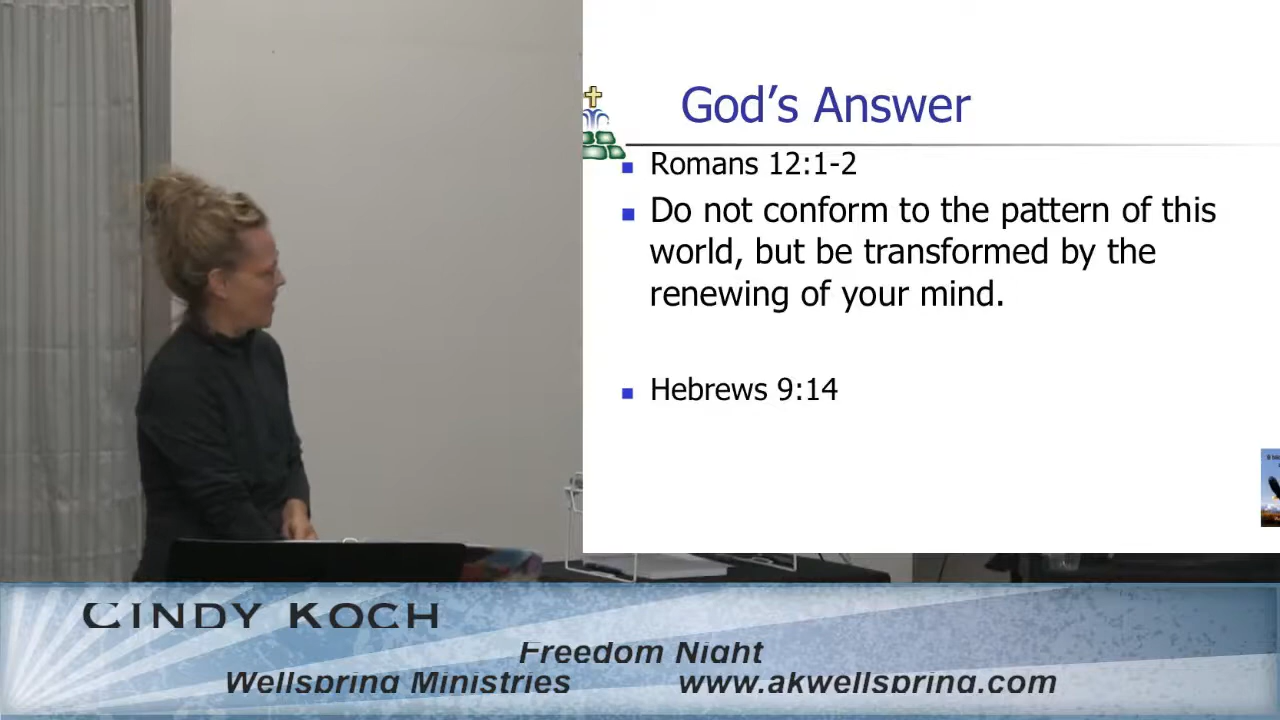 God's Answer
Romans 12:1-2
Do not conform to the pattern of this
world, but be transformed by the
renewing of your mind.
Hebrews 9:14
CINDY KOCH
Freedom Night
Wellspring Ministries www.akwellspring.com